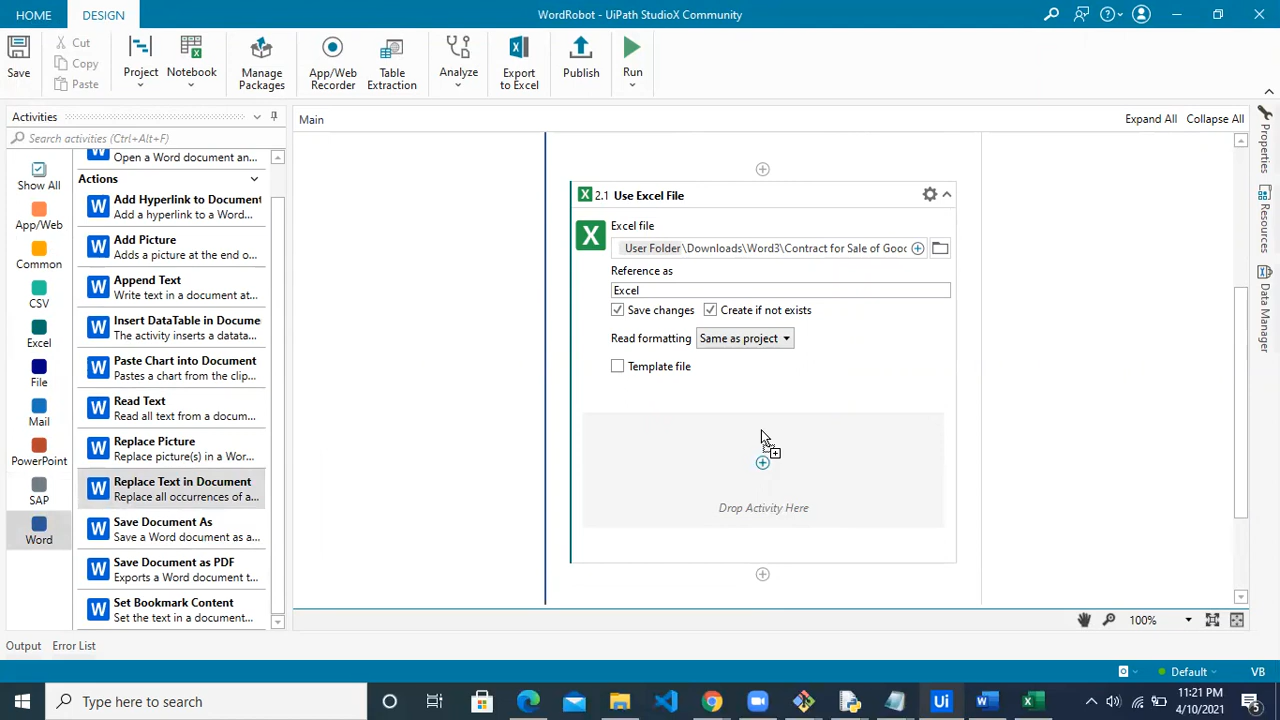 HOME
DESIGN
WordRobot - UiPath StudioX Community
Save
Cut
Copy
Paste
Project
Notebook
Manage
Packages
App/Web
Recorder
Table
Extraction
Analyze
Export
to Excel
Publish
Run
Activities
Search activities (Ctrl+Alt+F)
Show All
App/Web
Common
CSV
Excel
File
Mail
PowerPoint
SAP
Word
Open a Word document an...
Actions
Add Hyperlink to Document
Add a hyperlink to a Word...
Add Picture
Adds a picture at the end o...
Append Text
Write text in a document at...
Insert DataTable in Docume
The activity inserts a datata...
Paste Chart into Document
Pastes a chart from the clip...
Read Text
Read all text from a docum...
Replace Picture
Replace picture(s) in a Wor...
Replace Text in Document
Replace all occurrences of a...
Save Document As
Save a Word document as...
Save Document as PDF
Exports a Word document t...
Set Bookmark Content
Set the text in a document...
Main
Expand All
Collapse All
2.1 Use Excel File
Excel file
User Folder \Downloads\Word3\Contract for Sale of Gooc
Reference as
Excel
Save changes
Create if not exists
Read formatting
Same as project
Template file
Drop Activity Here
Properties
Resources
Data Manager
100%
Output
Error List
Default
VB
Type here to search
Ui
11:21 PM
4/10/2021
5